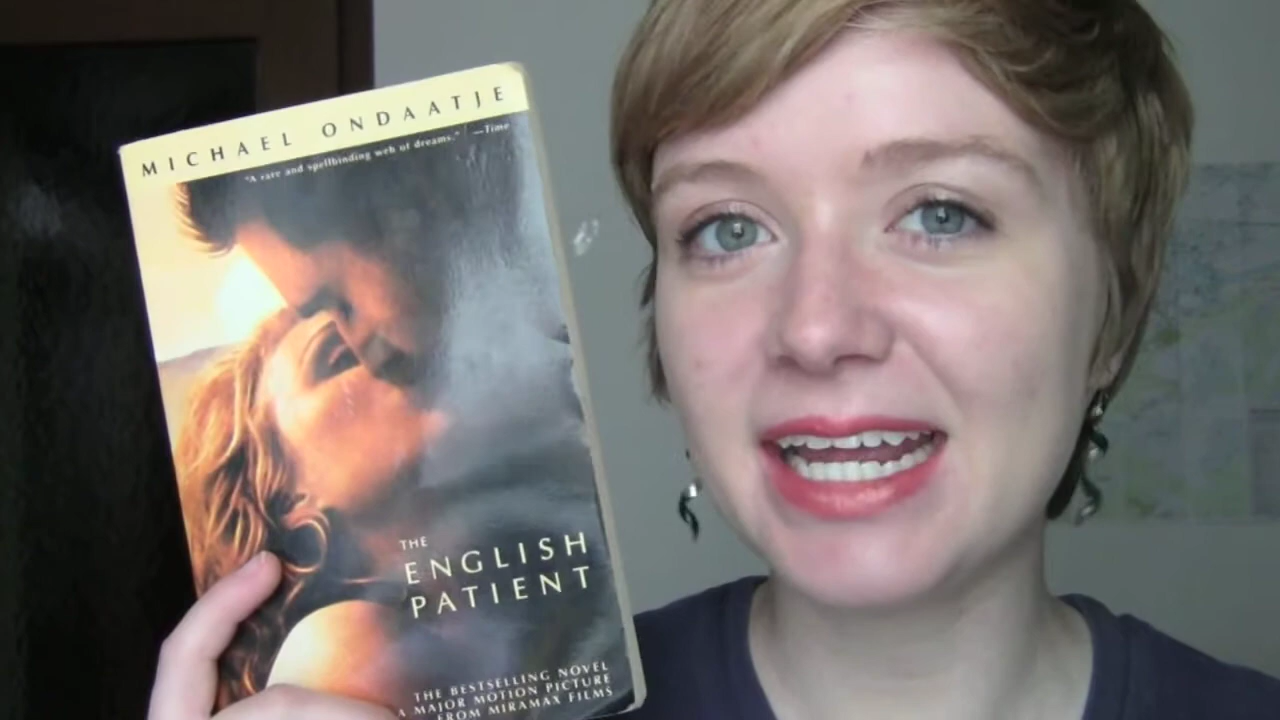 MICHAEL ONDAATJE
"A rare and spellbinding web of dreams." —Time
THE
ENGLISH
PATIENT
THE BESTSELLING NOVEL
A MAJOR MOTION PICTURE
FROM MIRAMAX FILMS